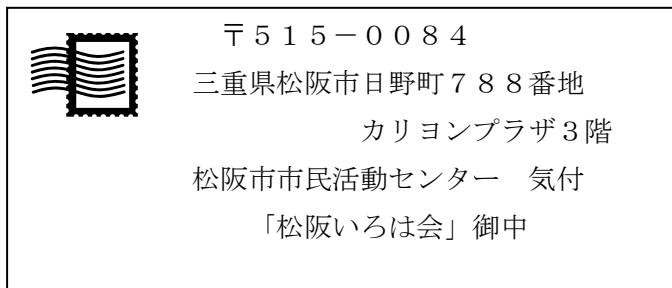 〒５１５－００８４
三重県松阪市日野町７８８番地
カリヨンプラザ３階
松阪市市民活動センター　気付
「松阪いろは会」御中